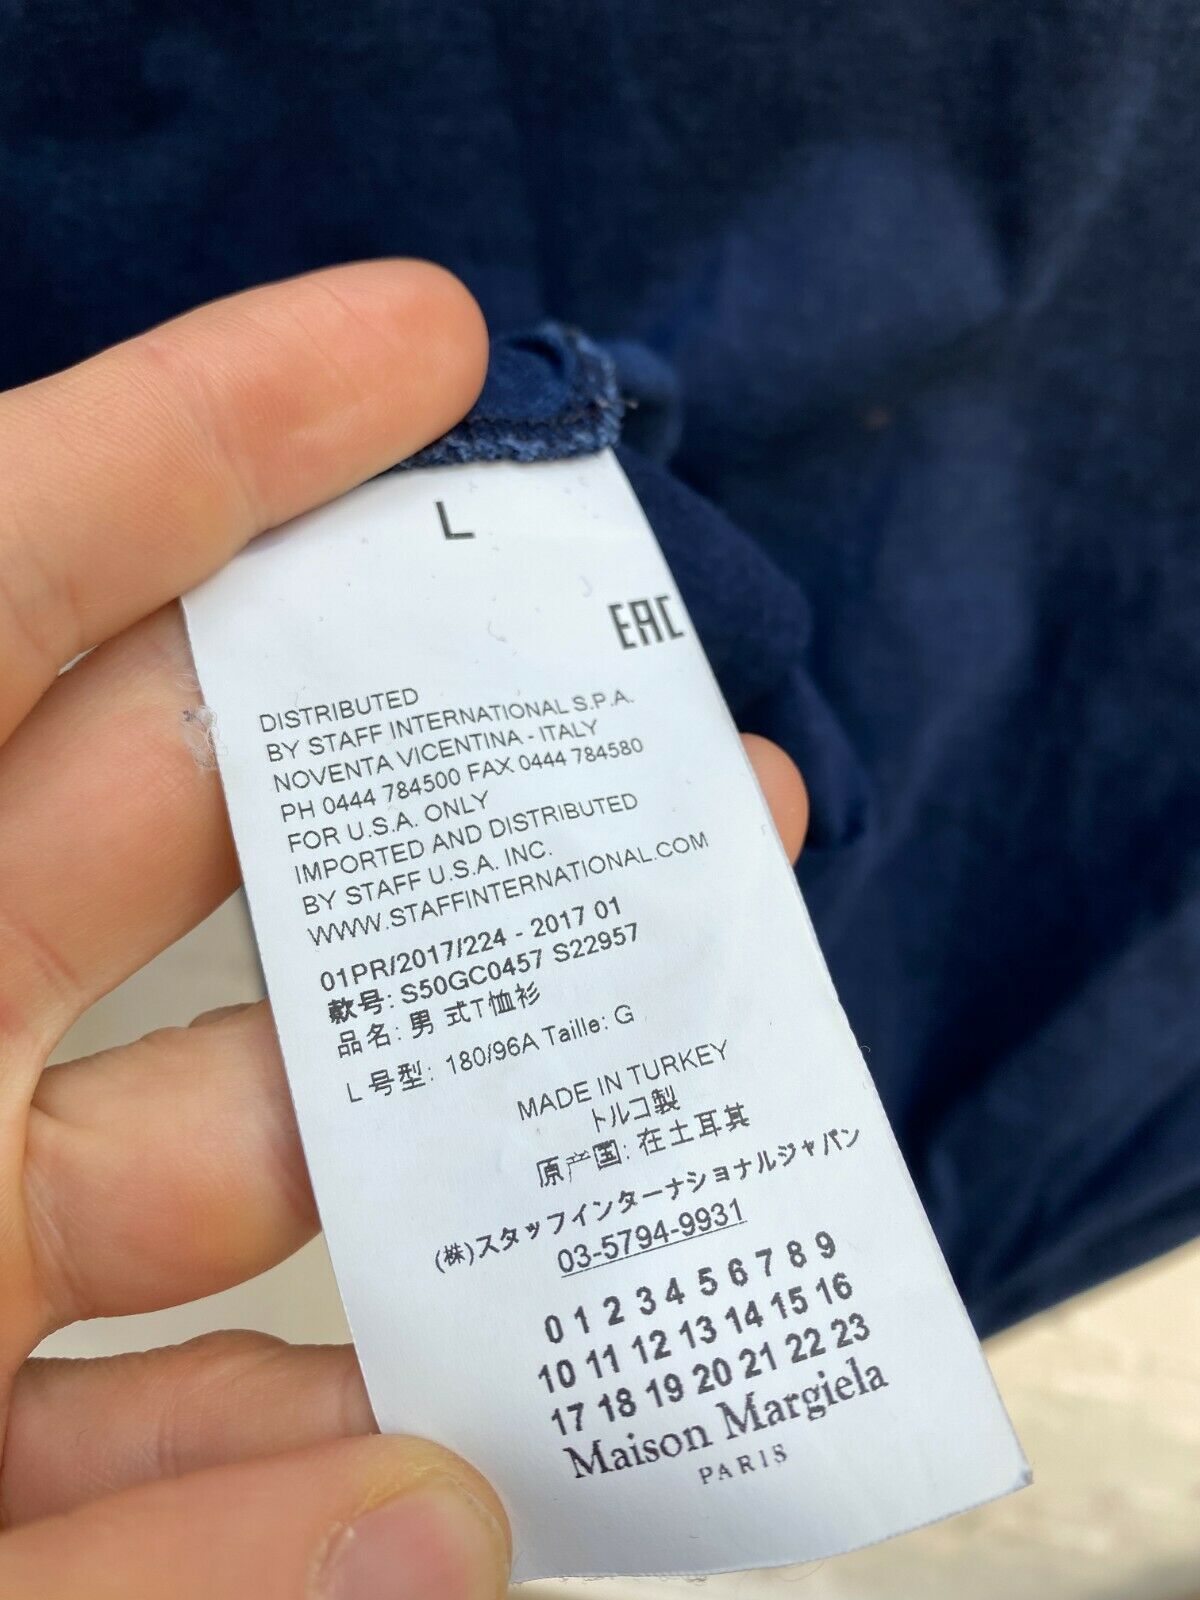 L
EAC
DISTRIBUTED
BY STAFF INTERNATIONAL S.P.A.
NOVENTA VICENTINA - ITALY
PH 0444 784500 FAX 0444 784580
FOR U.S.A. ONLY
IMPORTED AND DISTRIBUTED
BY STAFF U.S.A. INC.
WWW.STAFFINTERNATIONAL.COM
01PR/2017/224 - 2017 01
款号: S50GC0457 S22957
品名: 男 式T恤衫
L 号型: 180/96A Taille: G
MADE IN TURKEY
トルコ製
原产国: 在土耳其
(株)スタッフインターナショナルジャパン
03-5794-9931
0 1 2 3 4 5 6 7 8 9
10 11 12 13 14 15 16
17 18 19 20 21 22 23
Maison Margiela
PARIS